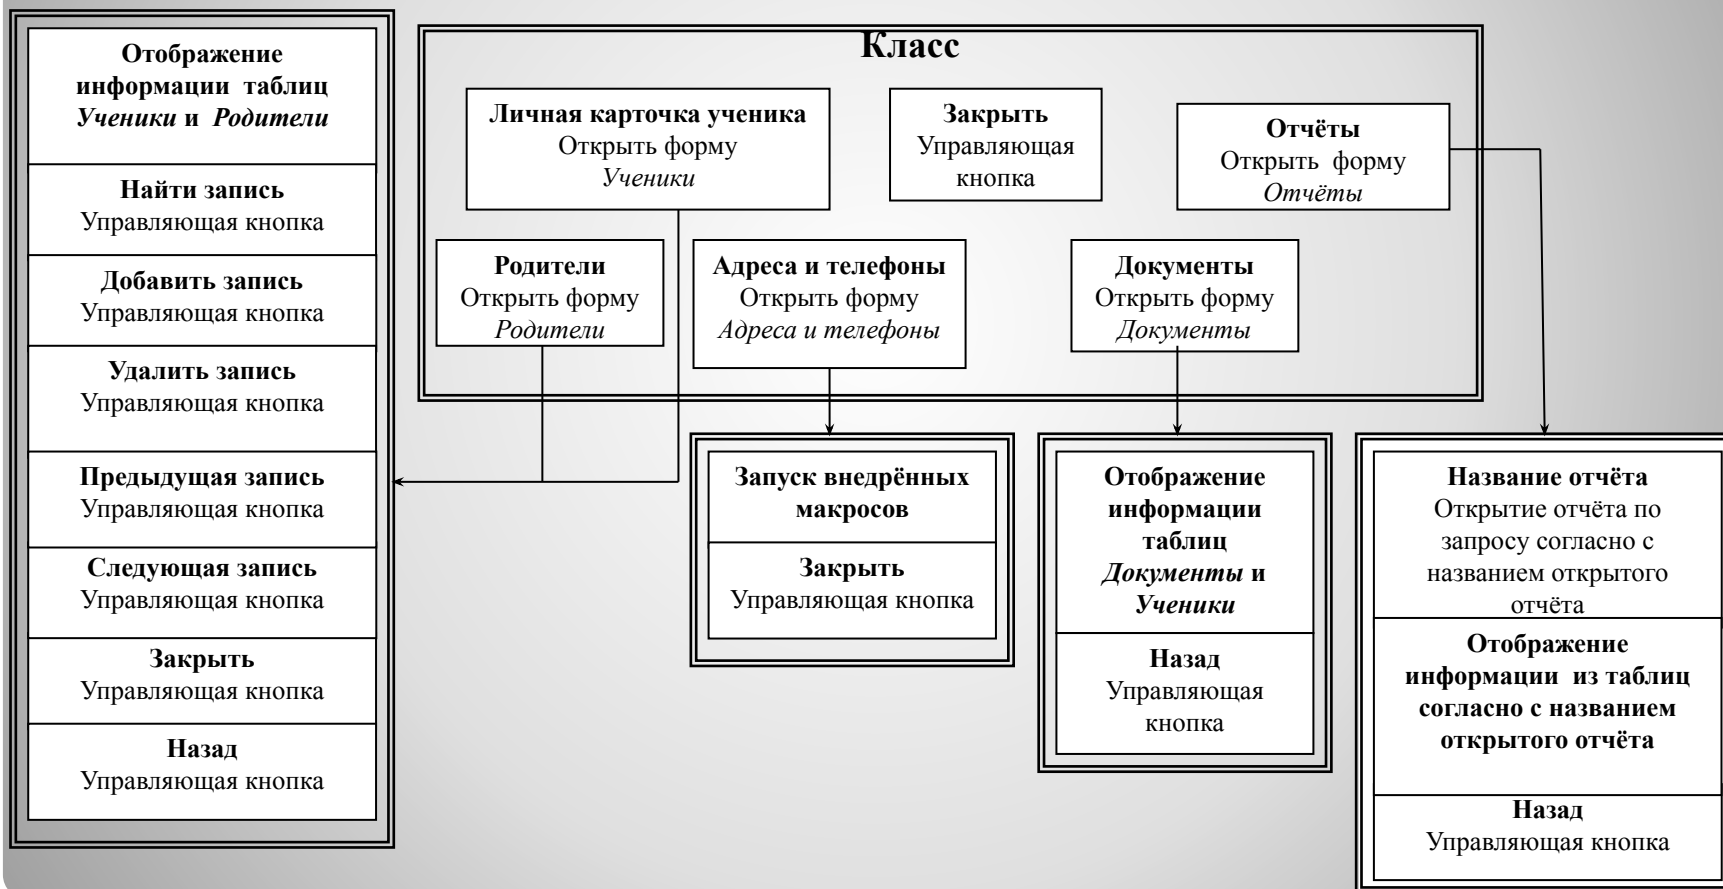 Отображение
информации таблиц
Ученики и Родители
Найти запись
Управляющая кнопка
Добавить запись
Управляющая кнопка
Удалить запись
Управляющая кнопка
Предыдущая запись
Управляющая кнопка
Следующая запись
Управляющая кнопка
Закрыть
Управляющая кнопка
Назад
Управляющая кнопка
Класс
Личная карточка ученика
Открыть форму
Ученики
Закрыть
Управляющая
кнопка
Отчёты
Открыть форму
Отчёты
Родители
Открыть форму
Родители
Адреса и телефоны
Открыть форму
Адреса и телефоны
Документы
Открыть форму
Документы
Запуск внедрённых
макросов
Закрыть
Управляющая кнопка
Отображение
информации
таблиц
Документы и
Ученики
Назад
Управляющая
кнопка
Название отчёта
Открытие отчёта по
запросу согласно с
названием открытого
отчёта
Отображение
информации из таблиц
согласно с названием
открытого отчёта
Назад
Управляющая кнопка